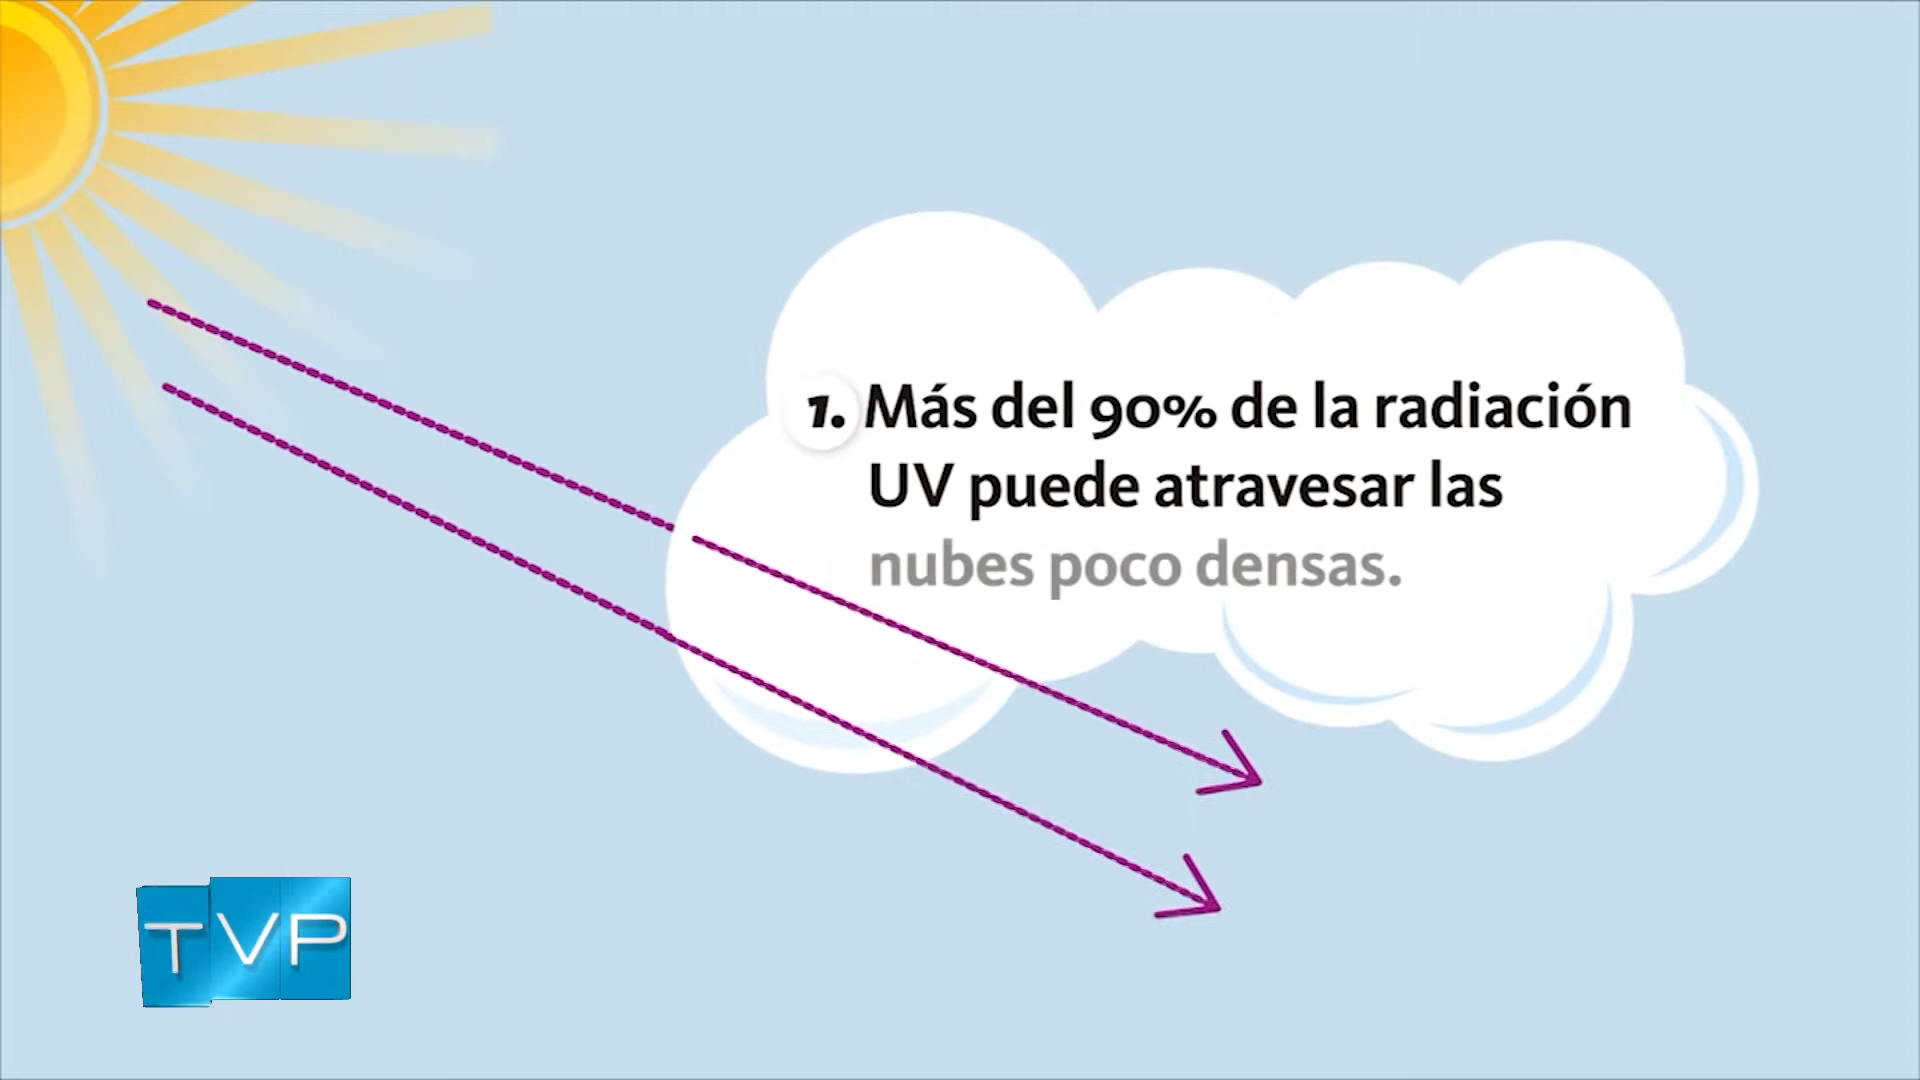 1. Más del 90% de la radiación
UV puede atravesar las
nubes poco densas.
TVP